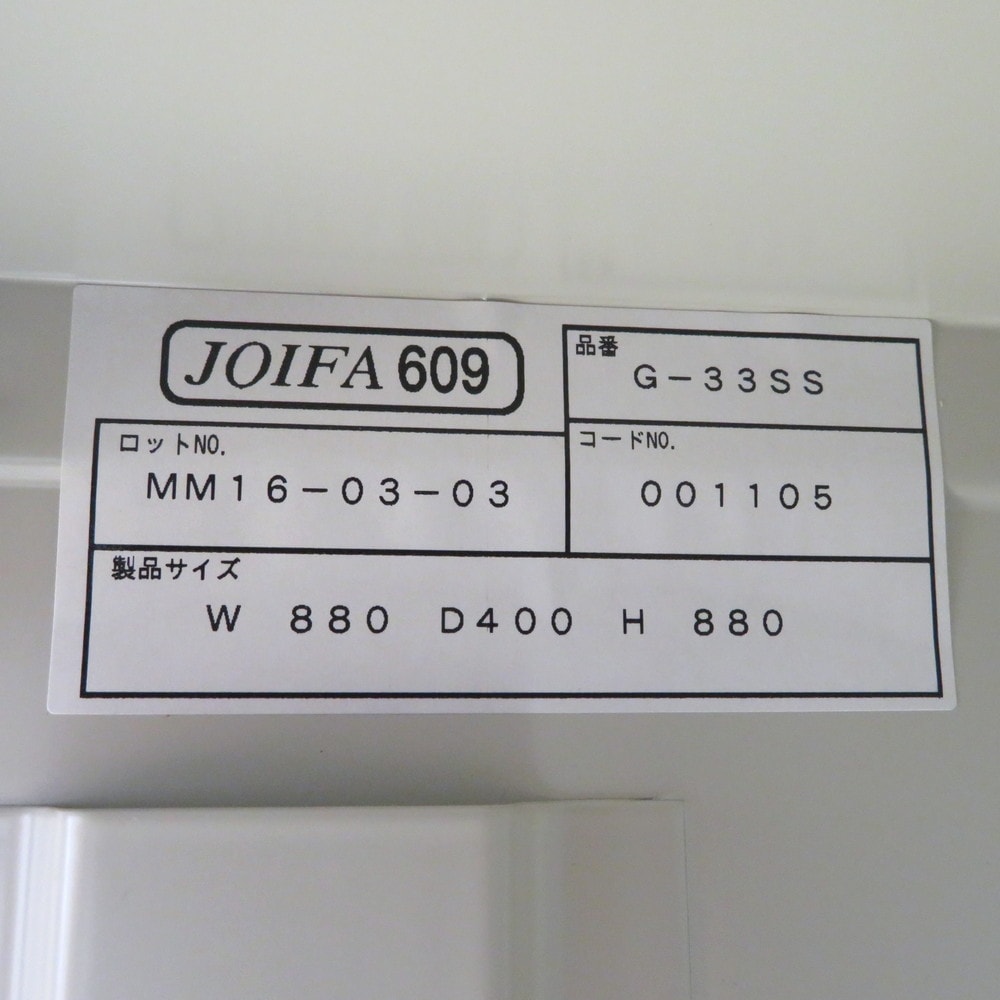 JOIFA 609
品番
G-33SS
ロットNO.
MM16-03-03
コードNO.
001105
製品サイズ
W 880 D400 H 880